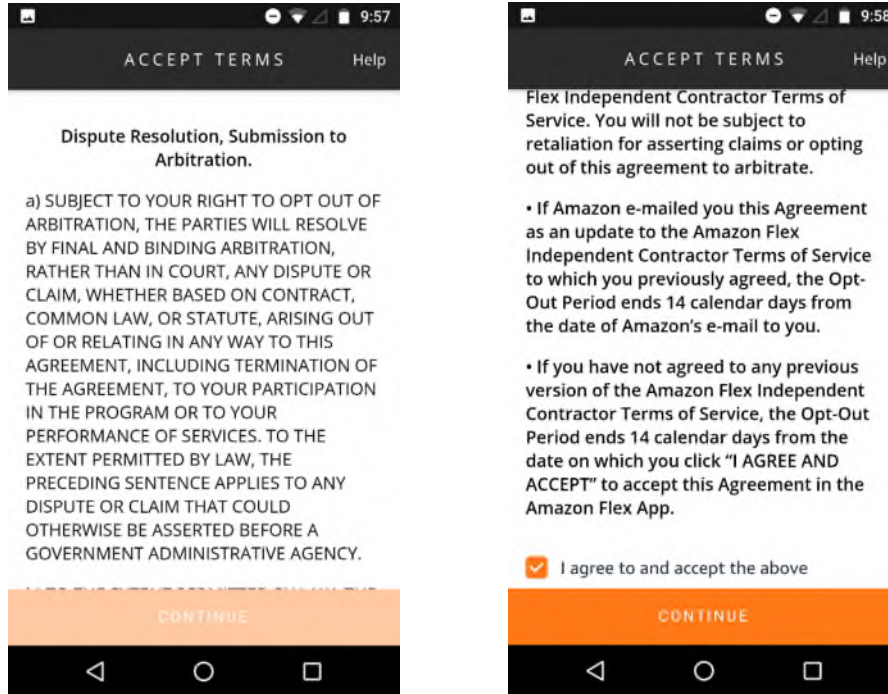 9:57
ACCEPT TERMS
Help
Dispute Resolution, Submission to
Arbitration.
a) SUBJECT TO YOUR RIGHT TO OPT OUT OF
ARBITRATION, THE PARTIES WILL RESOLVE
BY FINAL AND BINDING ARBITRATION,
RATHER THAN IN COURT, ANY DISPUTE OR
CLAIM, WHETHER BASED ON CONTRACT,
COMMON LAW, OR STATUTE, ARISING OUT
OF OR RELATING IN ANY WAY TO THIS
AGREEMENT, INCLUDING TERMINATION OF
THE AGREEMENT, TO YOUR PARTICIPATION
IN THE PROGRAM OR TO YOUR
PERFORMANCE OF SERVICES. TO THE
EXTENT PERMITTED BY LAW, THE
PRECEDING SENTENCE APPLIES TO ANY
DISPUTE OR CLAIM THAT COULD
OTHERWISE BE ASSERTED BEFORE A
GOVERNMENT ADMINISTRATIVE AGENCY.
CONTINUE
9:58
ACCEPT TERMS
Help
Flex Independent Contractor Terms of
Service. You will not be subject to
retaliation for asserting claims or opting
out of this agreement to arbitrate.
• If Amazon e-mailed you this Agreement
as an update to the Amazon Flex
Independent Contractor Terms of Service
to which you previously agreed, the Opt-
Out Period ends 14 calendar days from
the date of Amazon's e-mail to you.
• If you have not agreed to any previous
version of the Amazon Flex Independent
Contractor Terms of Service, the Opt-Out
Period ends 14 calendar days from the
date on which you click “I AGREE AND
ACCEPT” to accept this Agreement in the
Amazon Flex App.
I agree to and accept the above
CONTINUE